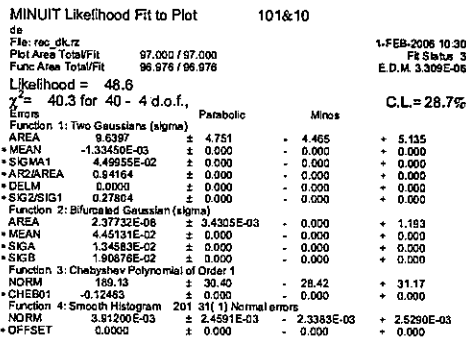 MINUIT Likelihood Fit to Plot 101&10
de
File: rec_dk.rz 1-FEB-2006 10:30
Plot Area Total/Fit 97.000 / 97.000 Fit Status 3
Func Area Total/Fit 96.976 / 96.976 E.D.M. 3.309E-06
Likelihood = 48.6
χ²= 40.3 for 40 - 4 d.o.f., C.L.= 28.7%
Errors Parabolic Minos
Function 1: Two Gaussians (sigma)
AREA 9.6397 ± 4.751 - 4.465 + 5.135
* MEAN -1.33450E-03 ± 0.000 - 0.000 + 0.000
* SIGMA1 4.49955E-02 ± 0.000 - 0.000 + 0.000
* AR2/AREA 0.94164 ± 0.000 - 0.000 + 0.000
* DELM 0.0000 ± 0.000 - 0.000 + 0.000
* SIG2/SIG1 0.27804 ± 0.000 - 0.000 + 0.000
Function 2: Bifurcated Gaussian (sigma)
AREA 2.37732E-06 ± 3.4305E-03 - 0.000 + 1.193
* MEAN 4.45131E-02 ± 0.000 - 0.000 + 0.000
* SIGA 1.34583E-02 ± 0.000 - 0.000 + 0.000
* SIGB 1.90876E-02 ± 0.000 - 0.000 + 0.000
Function 3: Chebyshev Polynomial of Order 1
NORM 189.13 ± 30.40 - 28.42 + 31.17
* CHEB01 -0.12463 ± 0.000 - 0.000 + 0.000
Function 4: Smooth Histogram 201 31( 1) Normal errors
NORM 3.91200E-03 ± 2.4591E-03 - 2.3383E-03 + 2.5290E-03
* OFFSET 0.0000 ± 0.000 - 0.000 + 0.000